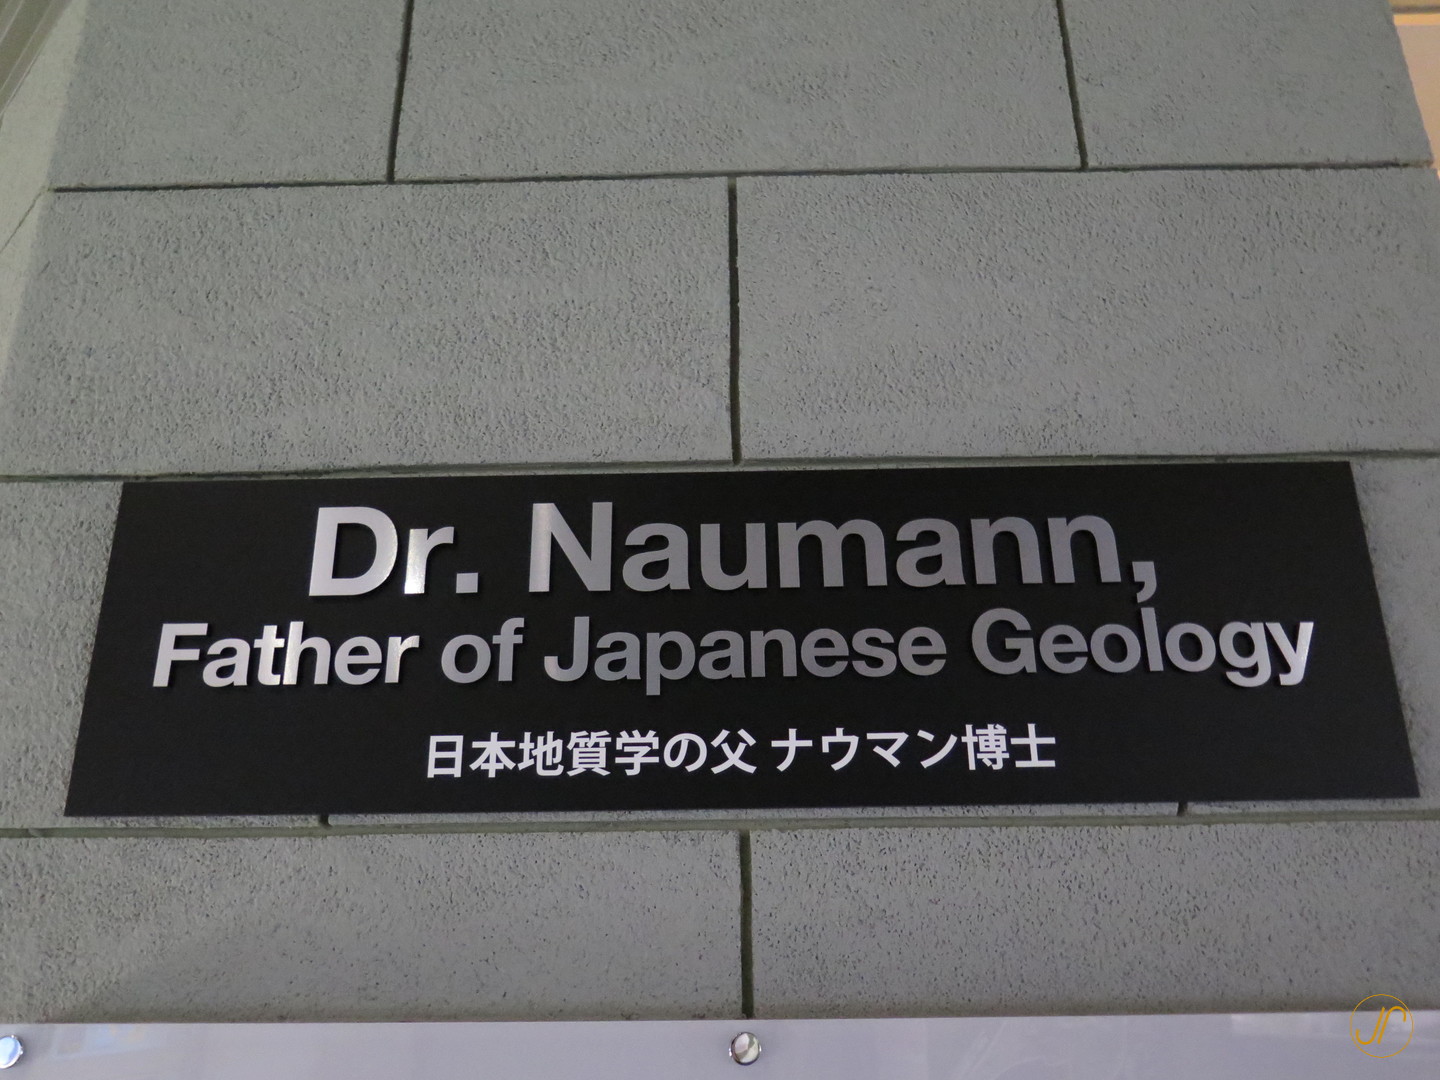 Dr. Naumann,
Father of Japanese Geology
日本地質学の父 ナウマン博士